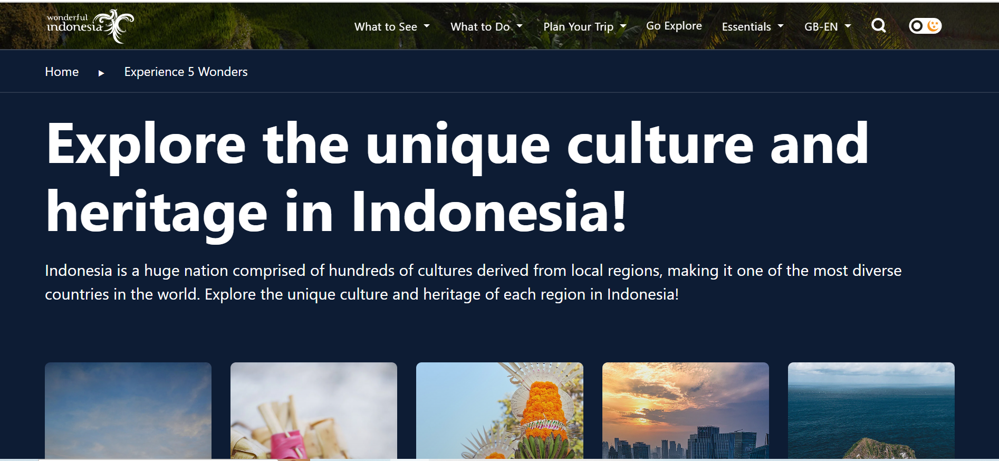 wonderful
indonesia
What to See
What to Do
Plan Your Trip
Go Explore
Essentials
GB-EN
Home
Experience 5 Wonders
Explore the unique culture and
heritage in Indonesia!
Indonesia is a huge nation comprised of hundreds of cultures derived from local regions, making it one of the most diverse
countries in the world. Explore the unique culture and heritage of each region in Indonesia!